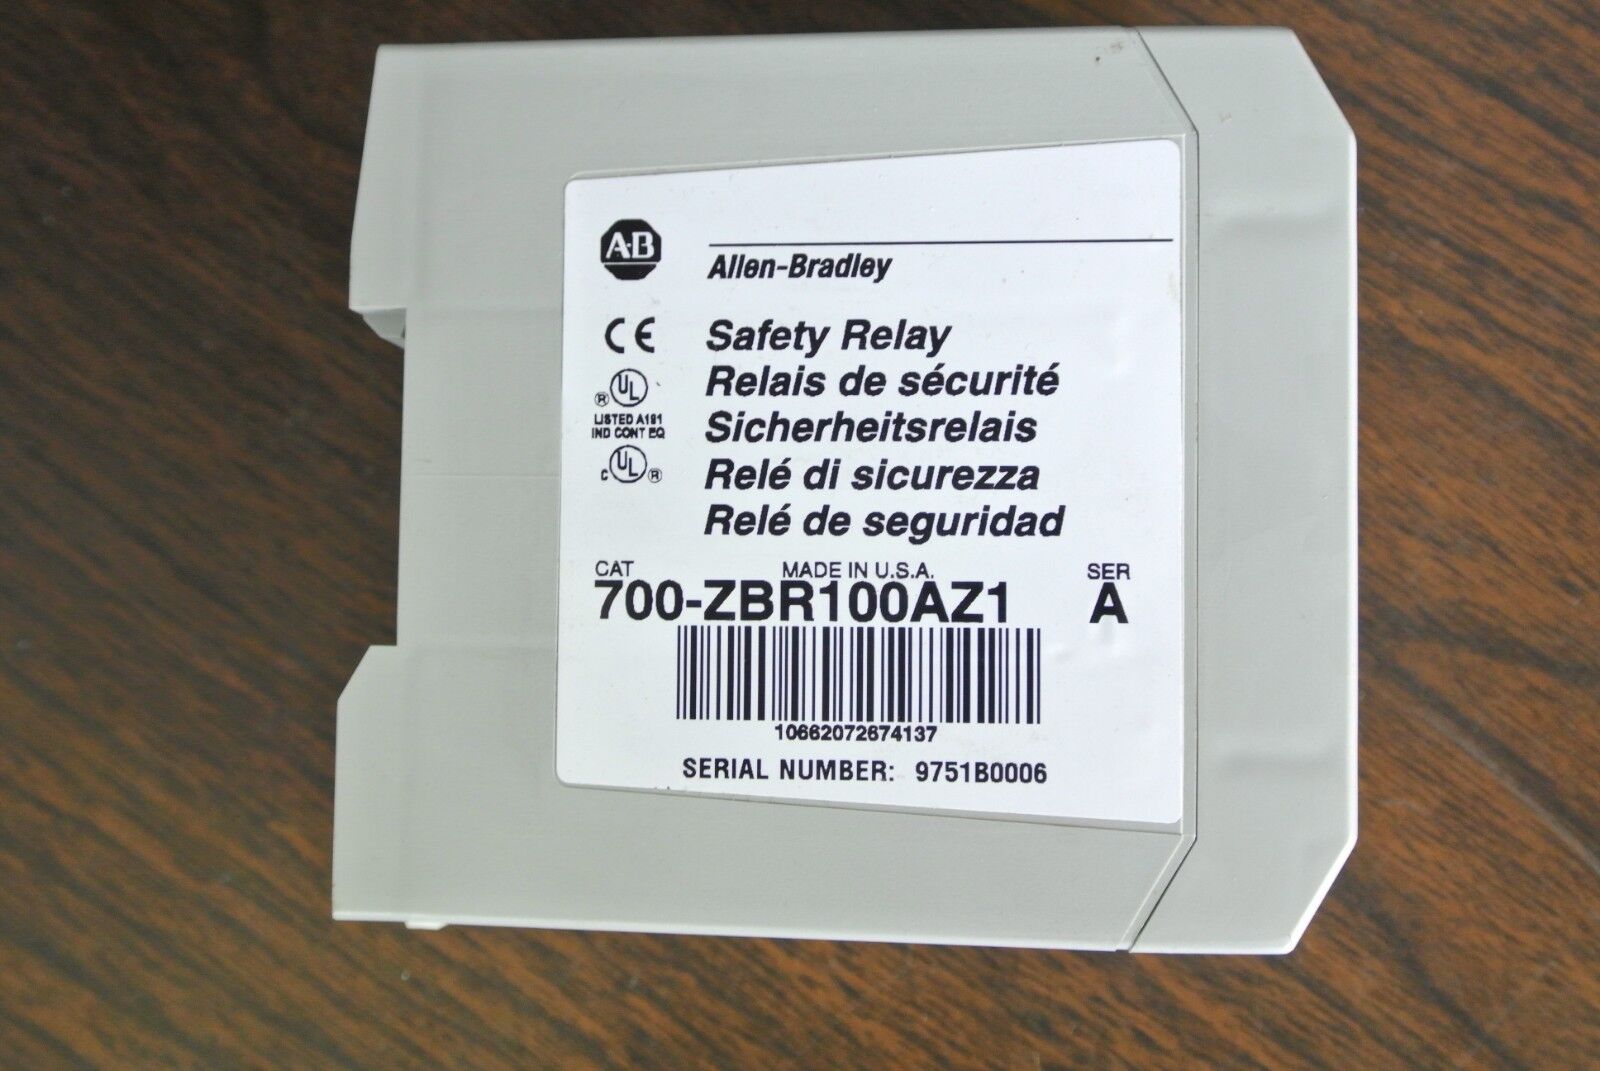 A-B
Allen-Bradley
CE
Safety Relay
Relais de sécurité
UL ®
LISTED A191
IND CONT EQ
Sicherheitsrelais
c UL ®
Relé di sicurezza
Relé de seguridad
CAT MADE IN U.S.A. SER
700-ZBR100AZ1 A
10662072674137
SERIAL NUMBER: 9751B0006